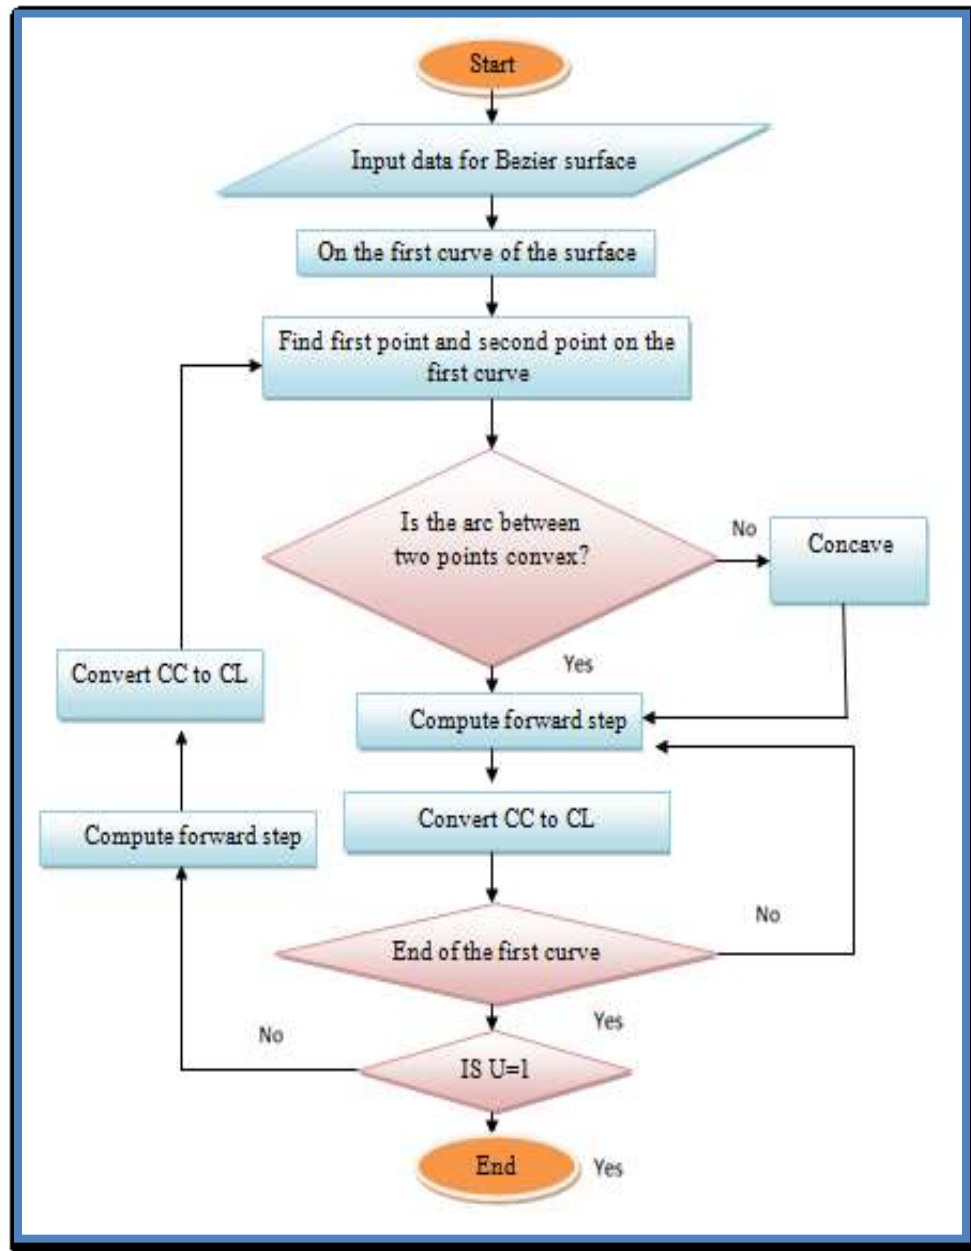 Start
Input data for Bezier surface
On the first curve of the surface
Find first point and second point on the
first curve
Is the arc between
two points convex?
No
Concave
Yes
Convert CC to CL
Compute forward step
Convert CC to CL
Compute forward step
No
End of the first curve
Yes
No
IS U=1
End
Yes